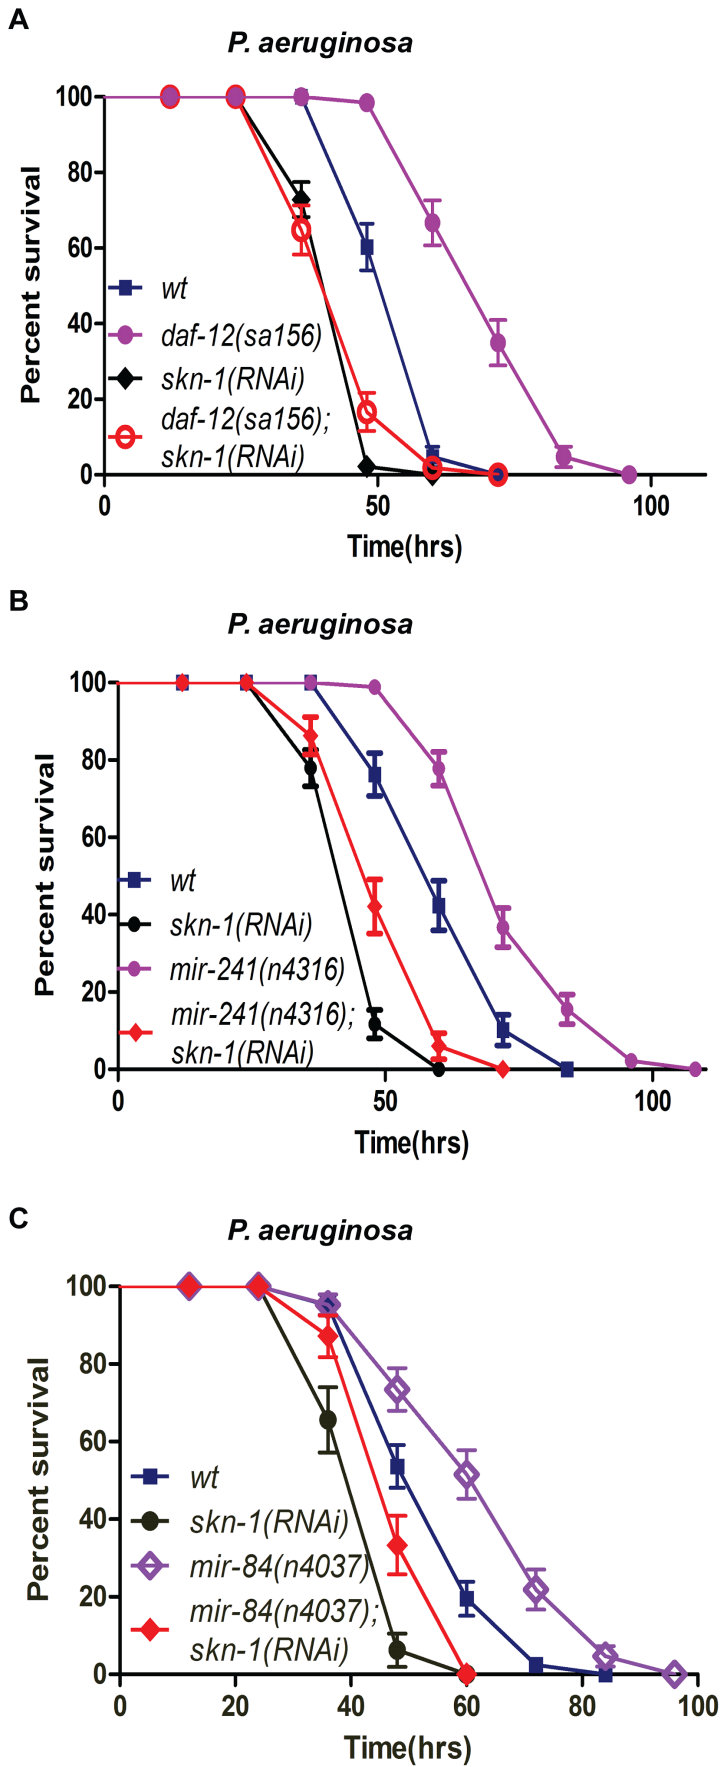 A
P. aeruginosa
Percent survival
100
80
60
40
20
0
wt
daf-12(sa156)
skn-1(RNAi)
daf-12(sa156);
skn-1(RNAi)
0 50 100
Time(hrs)
B
P. aeruginosa
Percent survival
100
80
60
40
20
0
wt
skn-1(RNAi)
mir-241(n4316)
mir-241(n4316);
skn-1(RNAi)
0 50 100
Time(hrs)
C
P. aeruginosa
Percent survival
100
80
60
40
20
0
wt
skn-1(RNAi)
mir-84(n4037)
mir-84(n4037);
skn-1(RNAi)
0 20 40 60 80 100
Time(hrs)